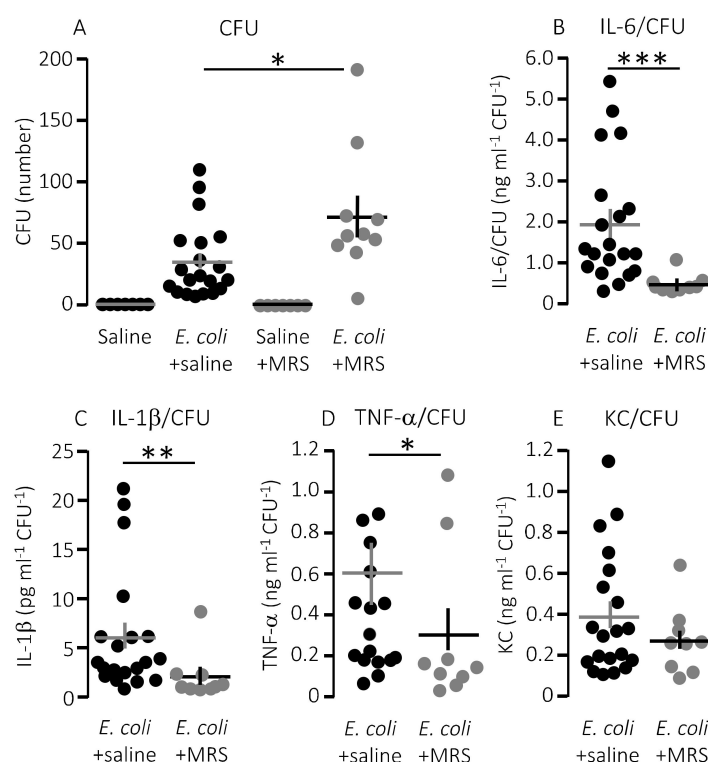 A CFU
*
200
150
100
50
0
CFU (number)
Saline
E. coli
+saline
Saline
+MRS
E. coli
+MRS
B IL-6/CFU
***
6.0
5.0
4.0
3.0
2.0
1.0
0
IL-6/CFU (ng ml⁻¹ CFU⁻¹)
E. coli
+saline
E. coli
+MRS
C IL-1β/CFU
**
25
20
15
10
5
0
IL-1β (pg ml⁻¹ CFU⁻¹)
E. coli
+saline
E. coli
+MRS
D TNF-α/CFU
*
1.2
1.0
0.8
0.6
0.4
0.2
0
TNF-α (ng ml⁻¹ CFU⁻¹)
E. coli
+saline
E. coli
+MRS
E KC/CFU
1.2
1.0
0.8
0.6
0.4
0.2
0
KC (ng ml⁻¹ CFU⁻¹)
E. coli
+saline
E. coli
+MRS